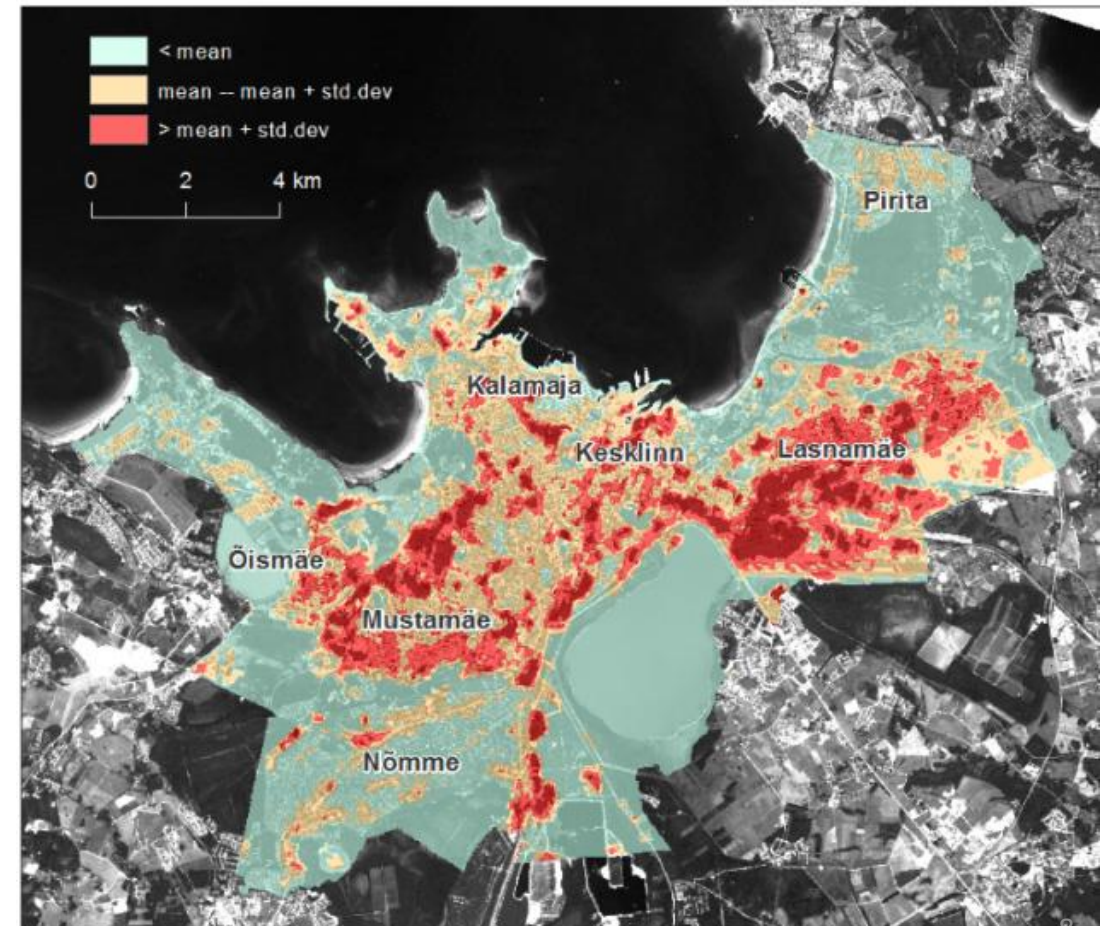 < mean
mean -- mean + std.dev
> mean + std.dev
0 2 4 km
Pirita
Kalamaja
Kesklinn
Lasnamäe
Õismäe
Mustamäe
Nõmme